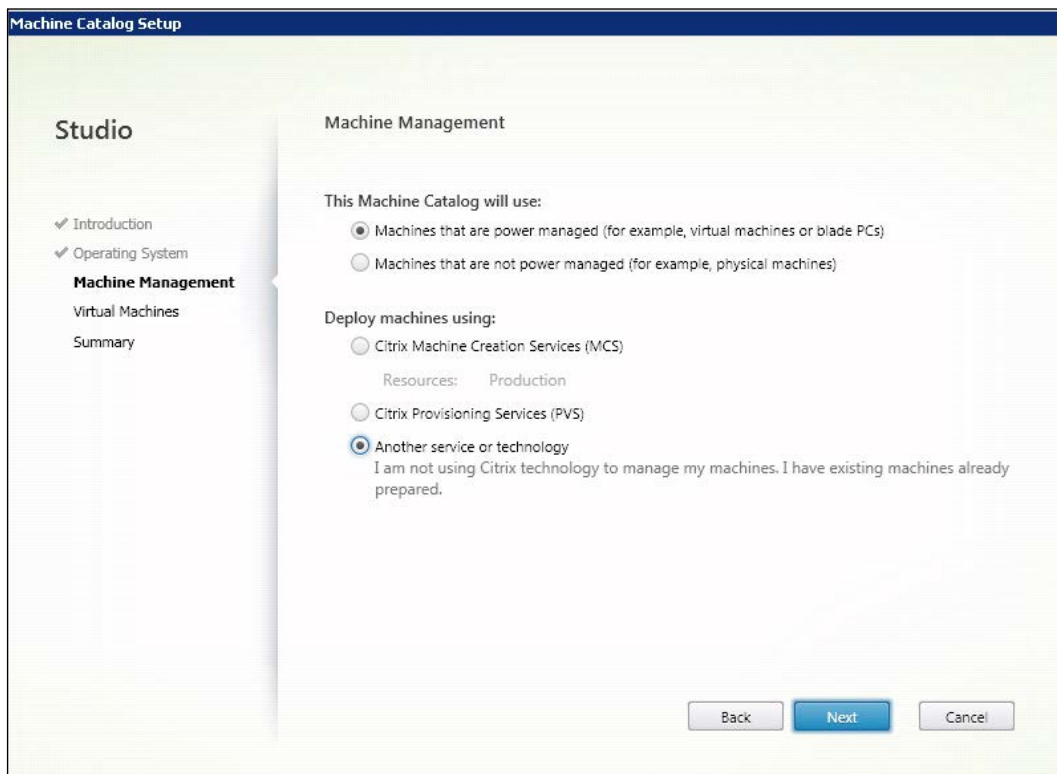 Machine Catalog Setup
Studio
Introduction
Operating System
Machine Management
Virtual Machines
Summary
Machine Management
This Machine Catalog will use:
Machines that are power managed (for example, virtual machines or blade PCs)
Machines that are not power managed (for example, physical machines)
Deploy machines using:
Citrix Machine Creation Services (MCS)
Resources: Production
Citrix Provisioning Services (PVS)
Another service or technology
I am not using Citrix technology to manage my machines. I have existing machines already
prepared.
Back Next Cancel